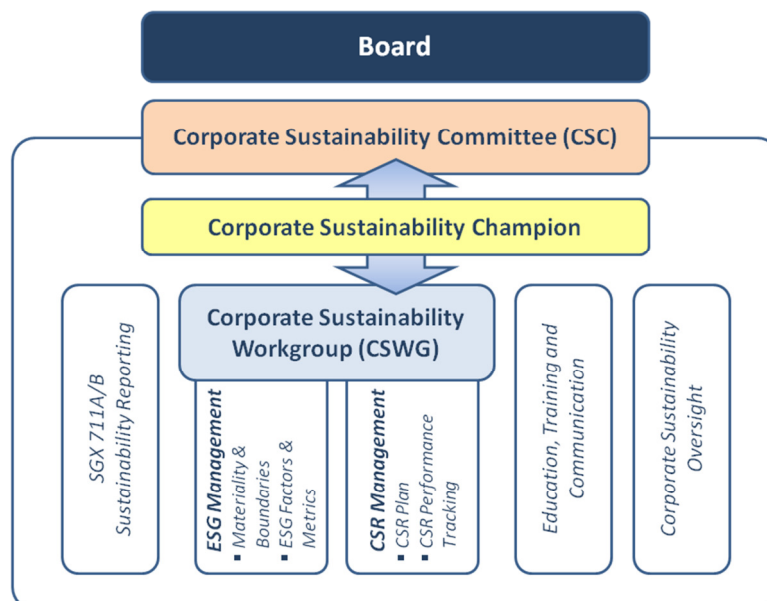 Board
Corporate Sustainability Committee (CSC)
Corporate Sustainability Champion
Corporate Sustainability
Workgroup (CSWG)
SGX 711A/B
Sustainability Reporting
ESG Management
▪ Materiality &
Boundaries
▪ ESG Factors &
Metrics
CSR Management
▪ CSR Plan
▪ CSR Performance
Tracking
Education, Training and
Communication
Corporate Sustainability
Oversight